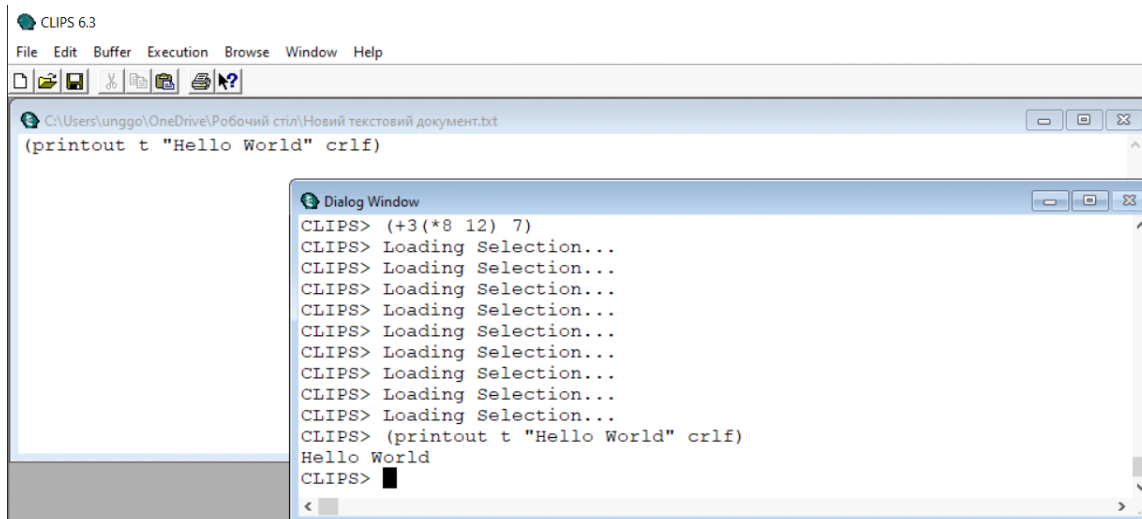 CLIPS 6.3
File Edit Buffer Execution Browse Window Help
C:\Users\unggo\OneDrive\Робочий стіл\Новий текстовий документ.txt
(printout t "Hello World" crlf)
Dialog Window
CLIPS> (+3(*8 12) 7)
CLIPS> Loading Selection...
CLIPS> Loading Selection...
CLIPS> Loading Selection...
CLIPS> Loading Selection...
CLIPS> Loading Selection...
CLIPS> Loading Selection...
CLIPS> Loading Selection...
CLIPS> Loading Selection...
CLIPS> Loading Selection...
CLIPS> (printout t "Hello World" crlf)
Hello World
CLIPS>